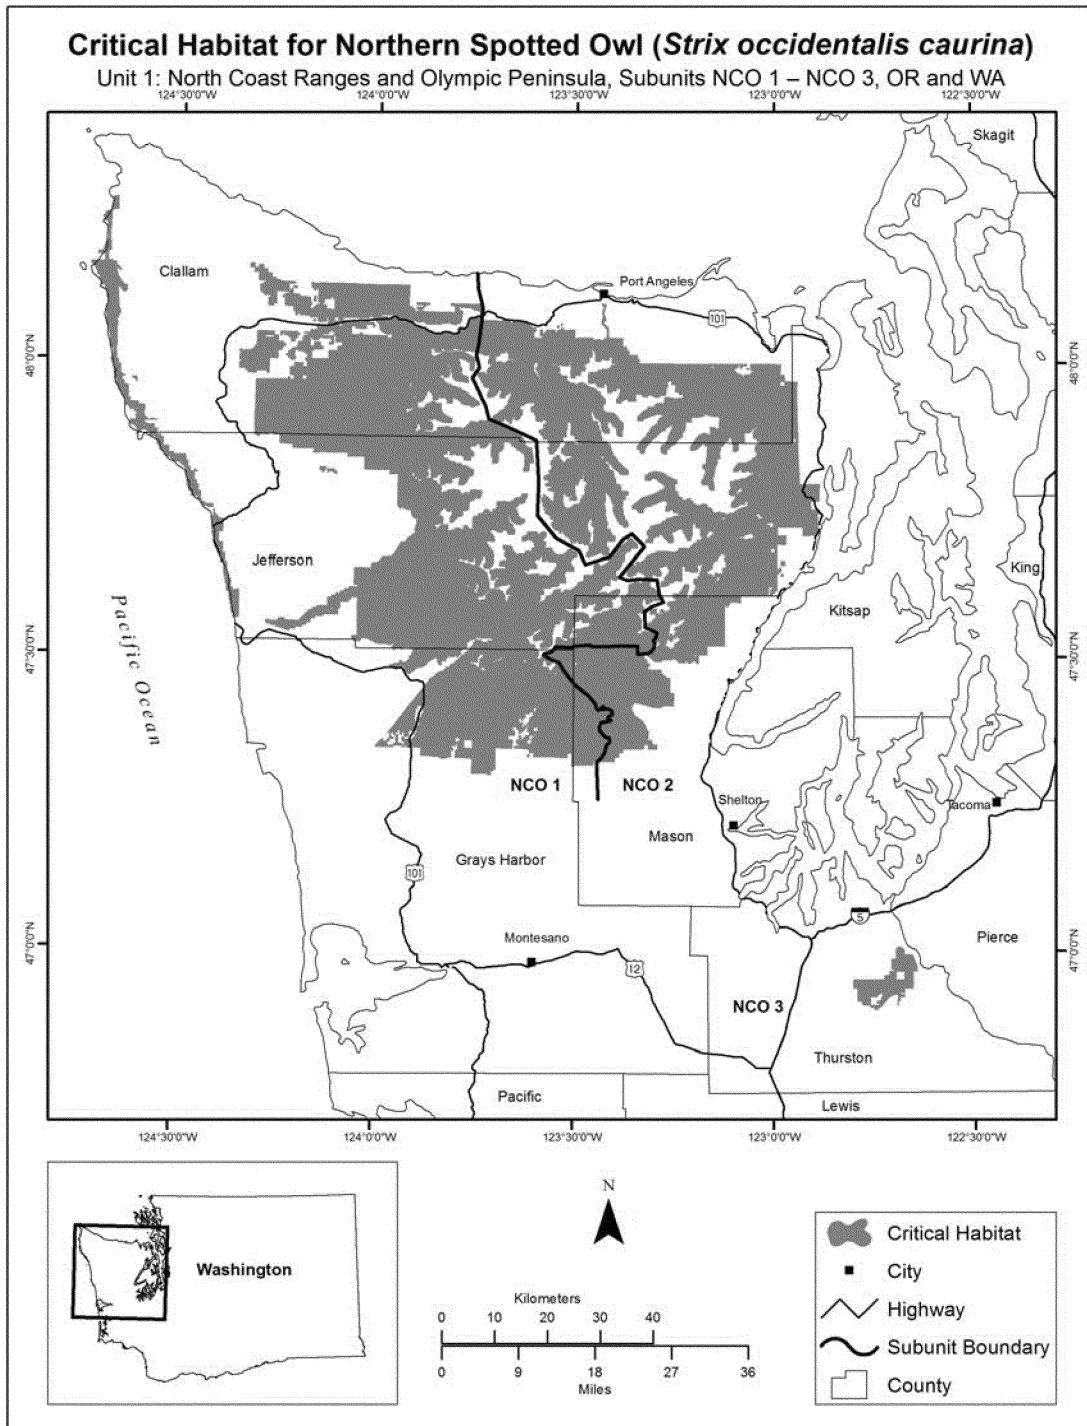 Critical Habitat for Northern Spotted Owl (Strix occidentalis caurina)
Unit 1: North Coast Ranges and Olympic Peninsula, Subunits NCO 1 – NCO 3, OR and WA
124°30'0"W 124°0'0"W 123°30'0"W 123°0'0"W 122°30'0"W
Skagit
Clallam
Port Angeles
101
48°0'0"N 48°0'0"N
Jefferson
King
Kitsap
Pacific Ocean
47°30'0"N 47°30'0"N
NCO 1 NCO 2
Shelton
Tacoma
Mason
Grays Harbor
101
5
Montesano
Pierce
47°0'0"N 47°0'0"N
12
NCO 3
Thurston
Pacific
Lewis
124°30'0"W 124°0'0"W 123°30'0"W 123°0'0"W 122°30'0"W
Washington
N
Kilometers
0 10 20 30 40
0 9 18 27 36
Miles
Critical Habitat
City
Highway
Subunit Boundary
County